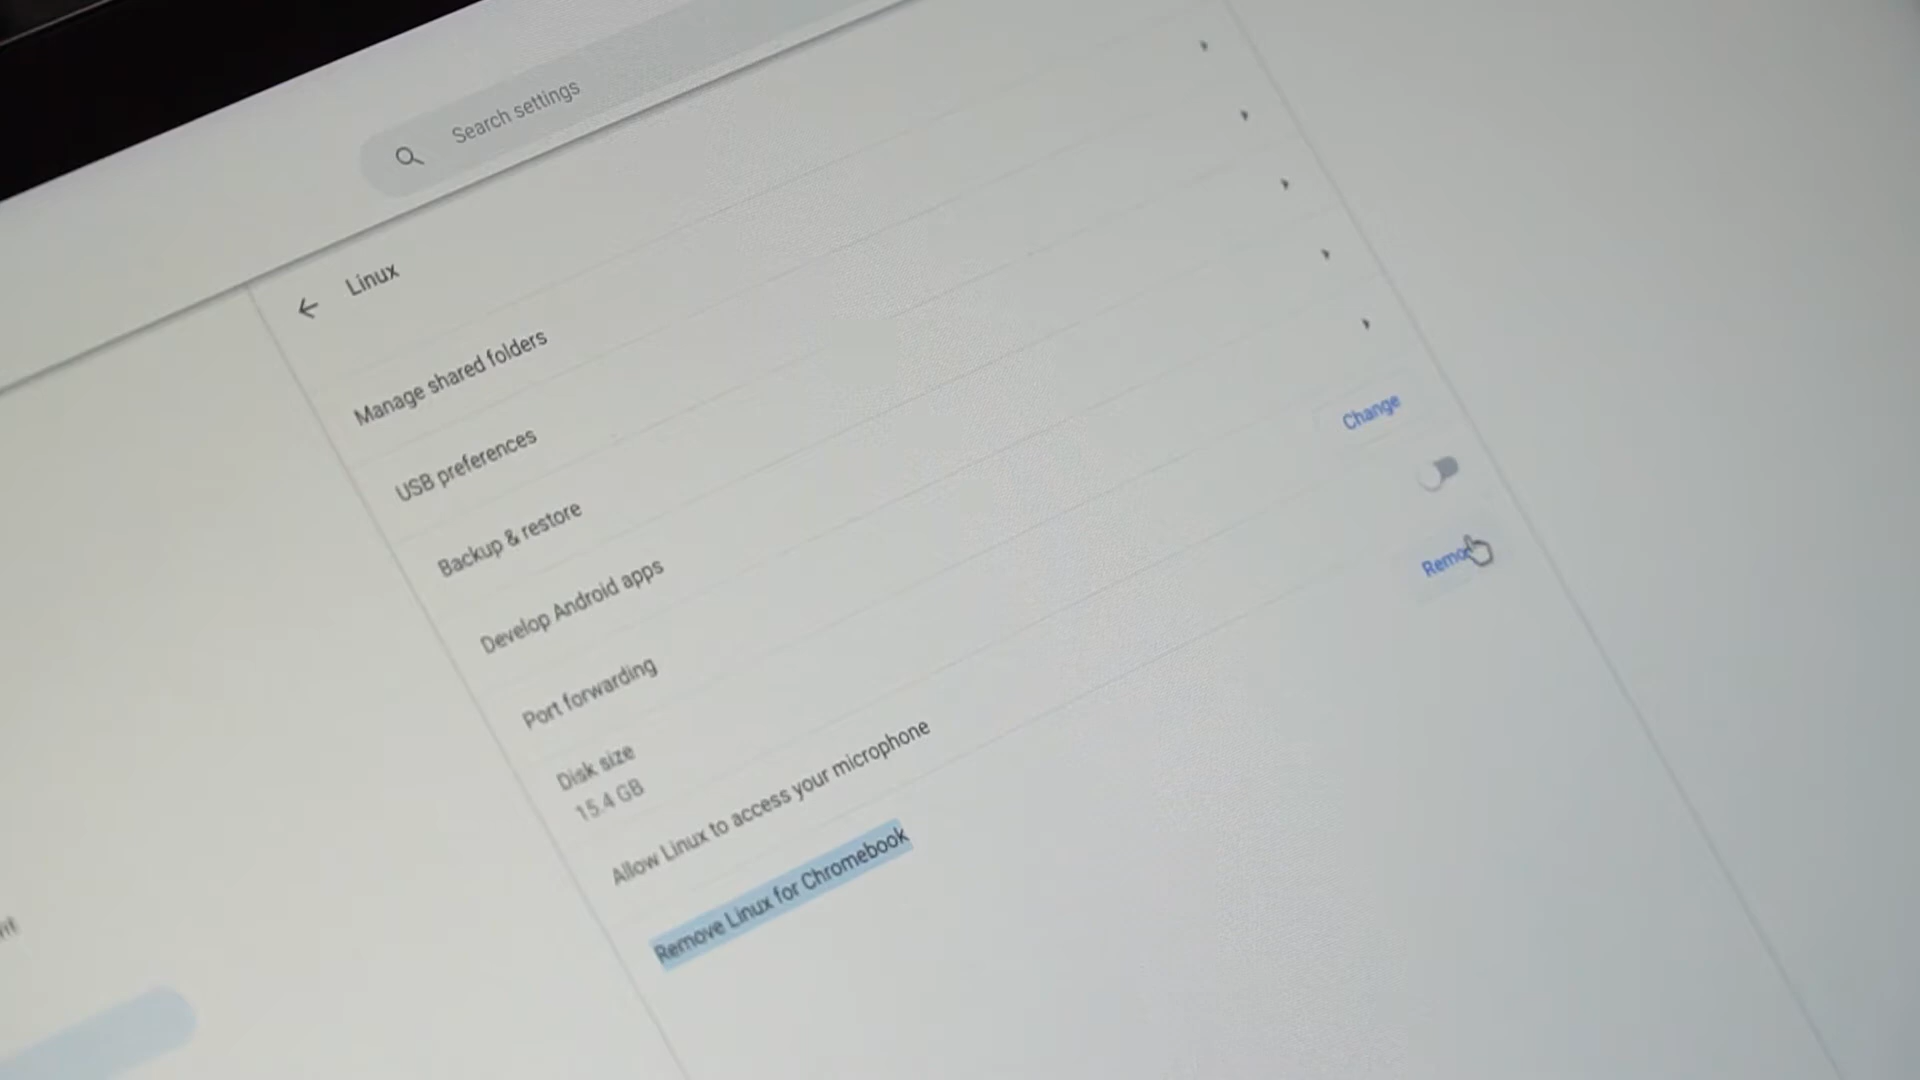 Search settings
Linux
Manage shared folders
USB preferences
Backup & restore
Develop Android apps
Port forwarding
Disk size
15.4 GB
Change
Allow Linux to access your microphone
Remove Linux for Chromebook